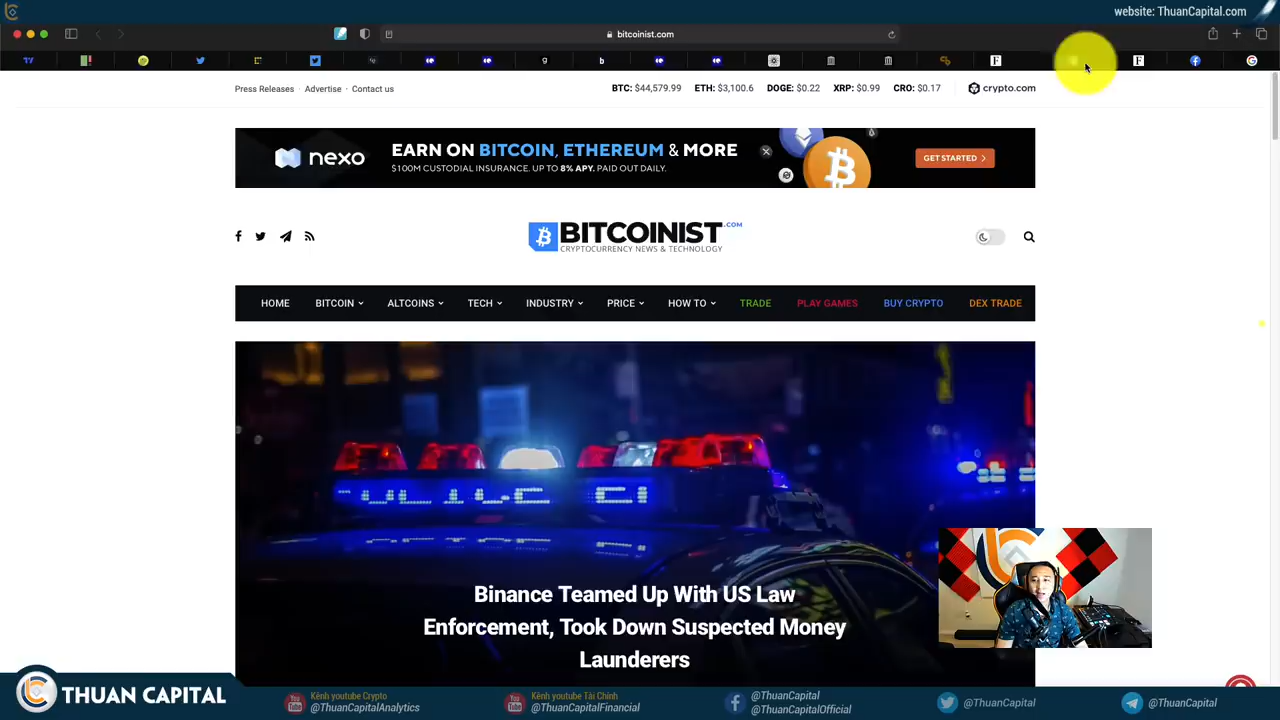 website: ThuanCapital.com
bitcoinist.com
Press Releases · Advertise · Contact us
BTC: $44,579.99 ETH: $3,100.6 DOGE: $0.22 XRP: $0.99 CRO: $0.17 crypto.com
nexo
EARN ON BITCOIN, ETHEREUM & MORE
$100M CUSTODIAL INSURANCE. UP TO 8% APY. PAID OUT DAILY.
GET STARTED
BITCOINIST.COM
CRYPTOCURRENCY NEWS & TECHNOLOGY
HOME BITCOIN ALTCOINS TECH INDUSTRY PRICE HOW TO TRADE PLAY GAMES BUY CRYPTO DEX TRADE
Binance Teamed Up With US Law
Enforcement, Took Down Suspected Money
Launderers
THUAN CAPITAL
Kênh youtube Crypto
@ThuanCapitalAnalytics
Kênh youtube Tài Chính
@ThuanCapitalFinancial
@ThuanCapital
@ThuanCapitalOfficial
@ThuanCapital
@ThuanCapital